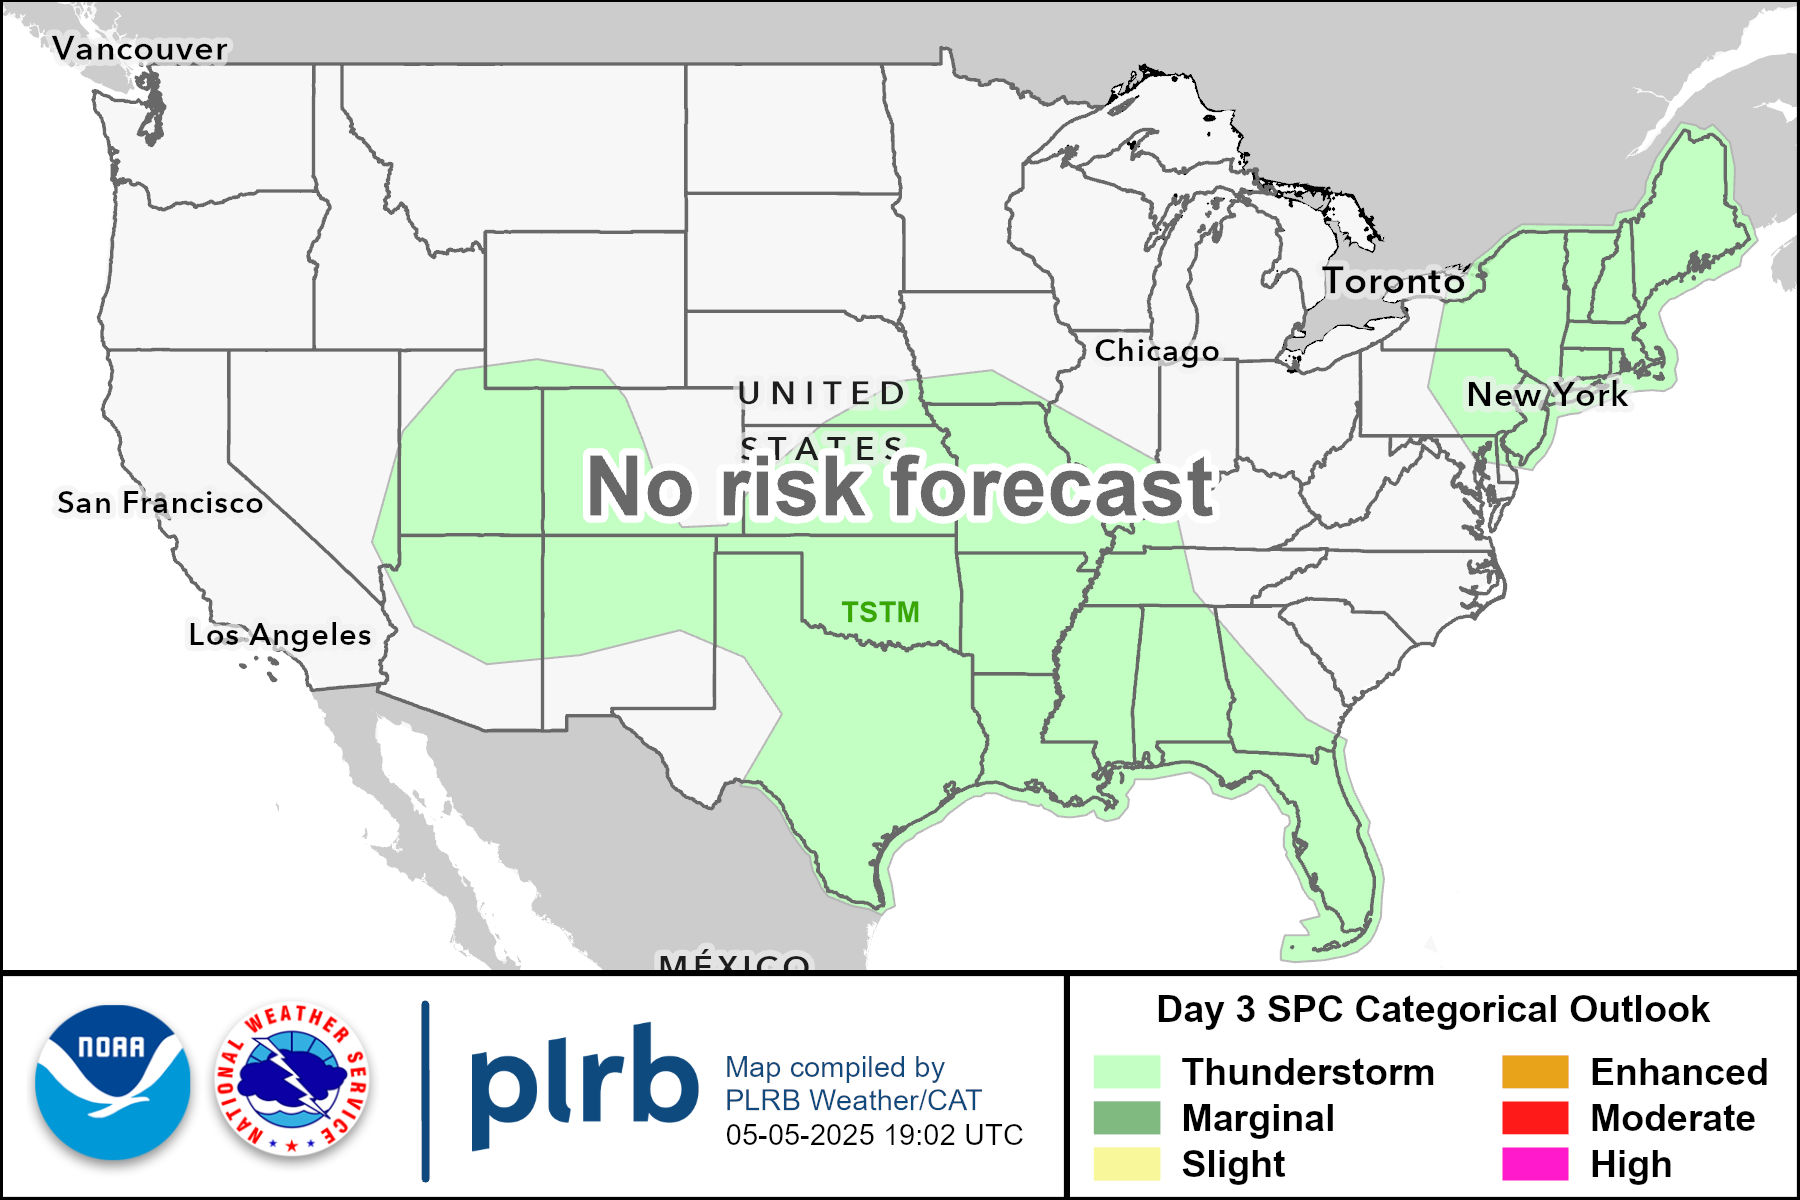 Vancouver
Toronto
Chicago
UNITED
New York
STATES
No risk forecast
San Francisco
TSTM
Los Angeles
MÉXICO
NOAA
NATIONAL WEATHER SERVICE
plrb
Map compiled by
PLRB Weather/CAT
05-05-2025 19:02 UTC
Day 3 SPC Categorical Outlook
Thunderstorm
Enhanced
Marginal
Moderate
Slight
High